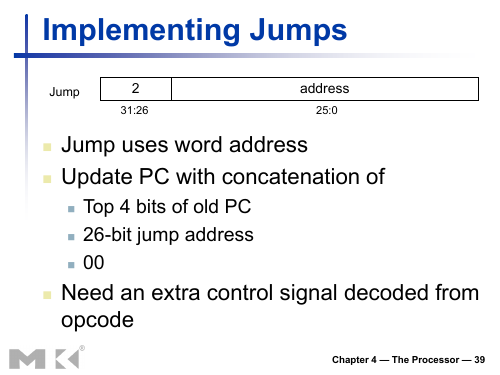 Implementing Jumps
Jump 2 address
31:26 25:0
Jump uses word address
Update PC with concatenation of
Top 4 bits of old PC
26-bit jump address
00
Need an extra control signal decoded from
opcode
MK®
Chapter 4 — The Processor — 39